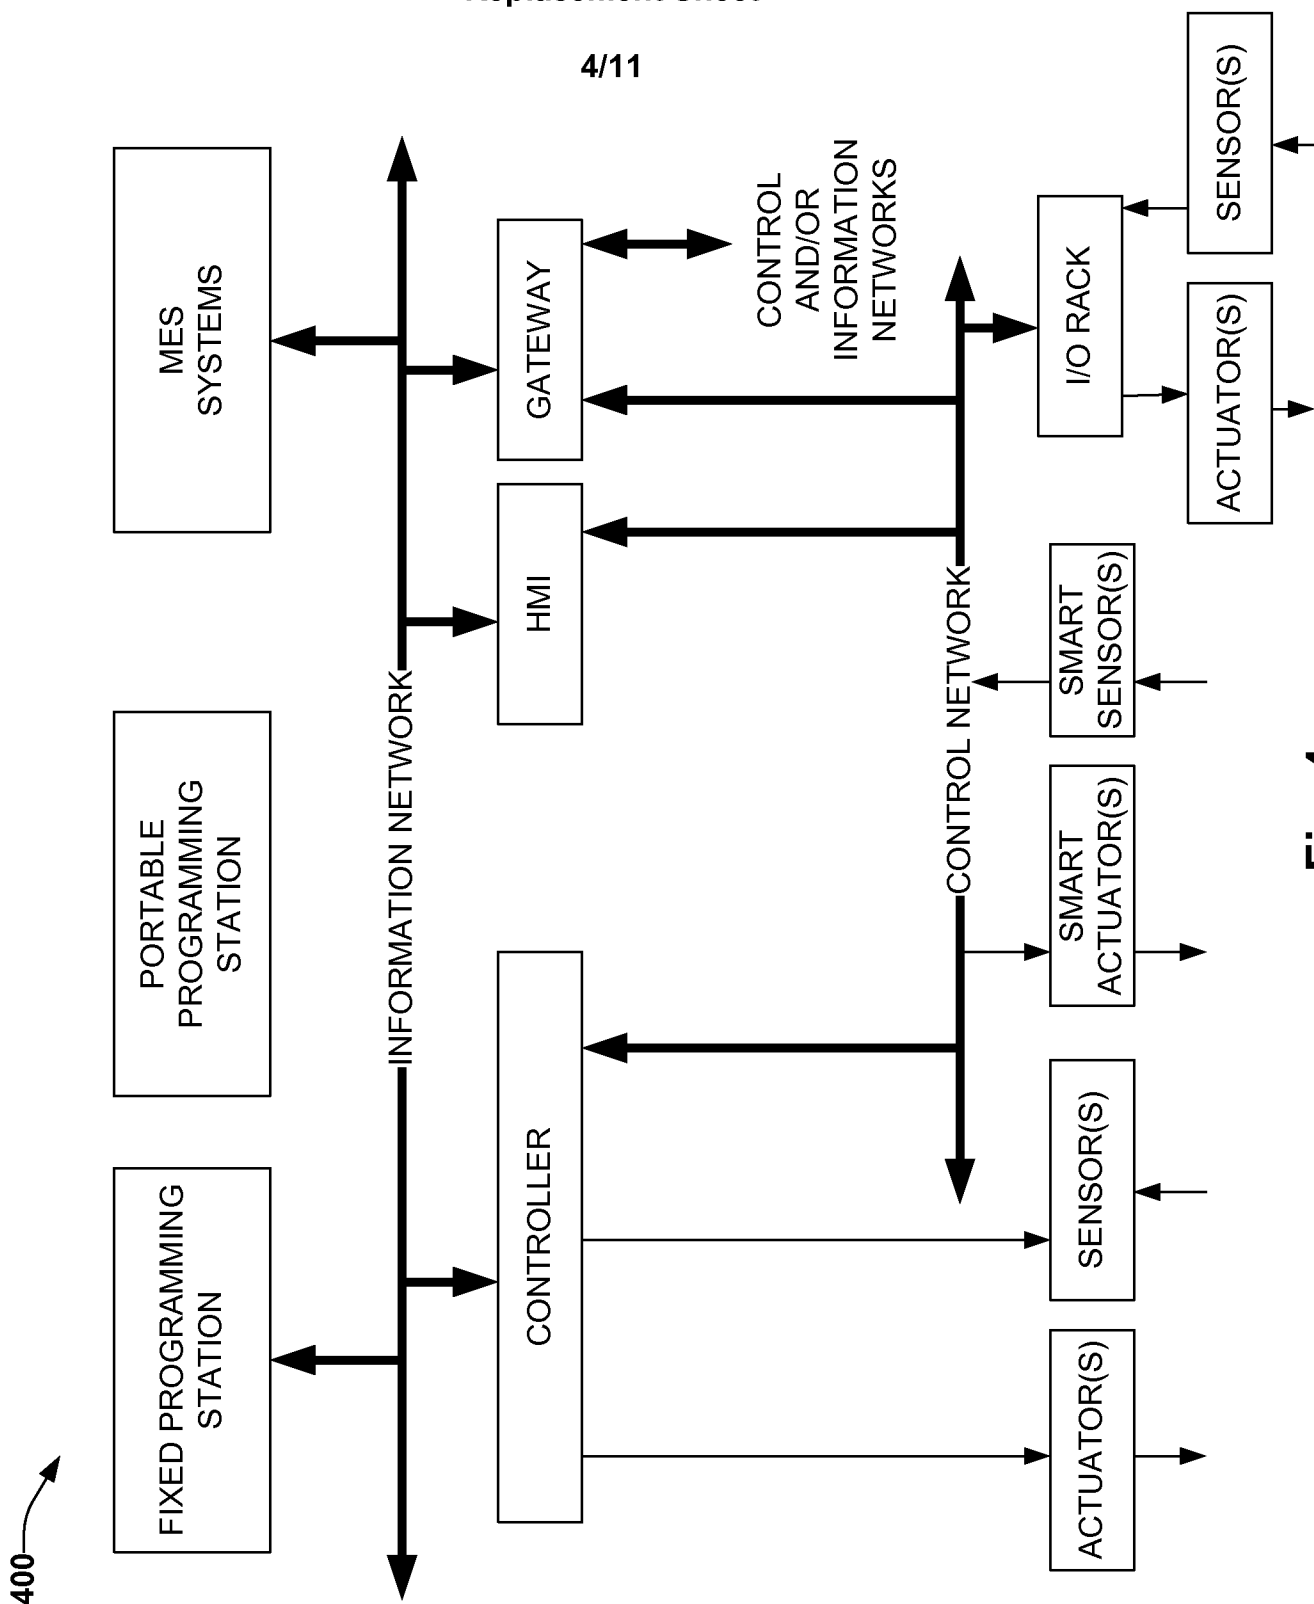 4/11
400
FIXED PROGRAMMING
STATION
PORTABLE
PROGRAMMING
STATION
MES
SYSTEMS
INFORMATION NETWORK
CONTROLLER
HMI
GATEWAY
CONTROL
AND/OR
INFORMATION
NETWORKS
CONTROL NETWORK
ACTUATOR(S)
SENSOR(S)
SMART
ACTUATOR(S)
SMART
SENSOR(S)
I/O RACK
ACTUATOR(S)
SENSOR(S)